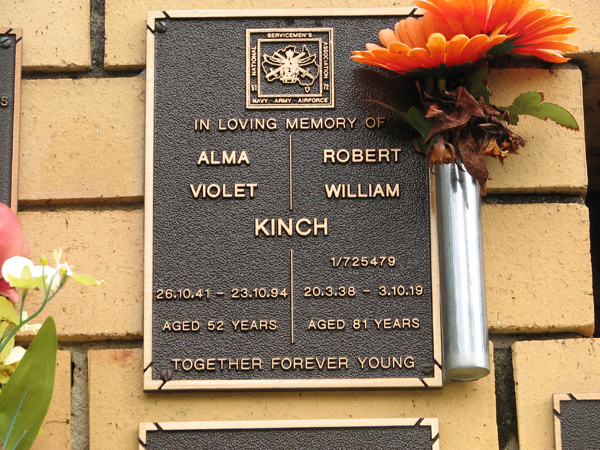 NATIONAL SERVICEMEN'S ASSOCIATION
51 72
NAVY - ARMY - AIRFORCE
IN LOVING MEMORY OF
ALMA ROBERT
VIOLET WILLIAM
KINCH
1/725479
26.10.41 - 23.10.94 20.3.38 - 3.10.19
AGED 52 YEARS AGED 81 YEARS
TOGETHER FOREVER YOUNG